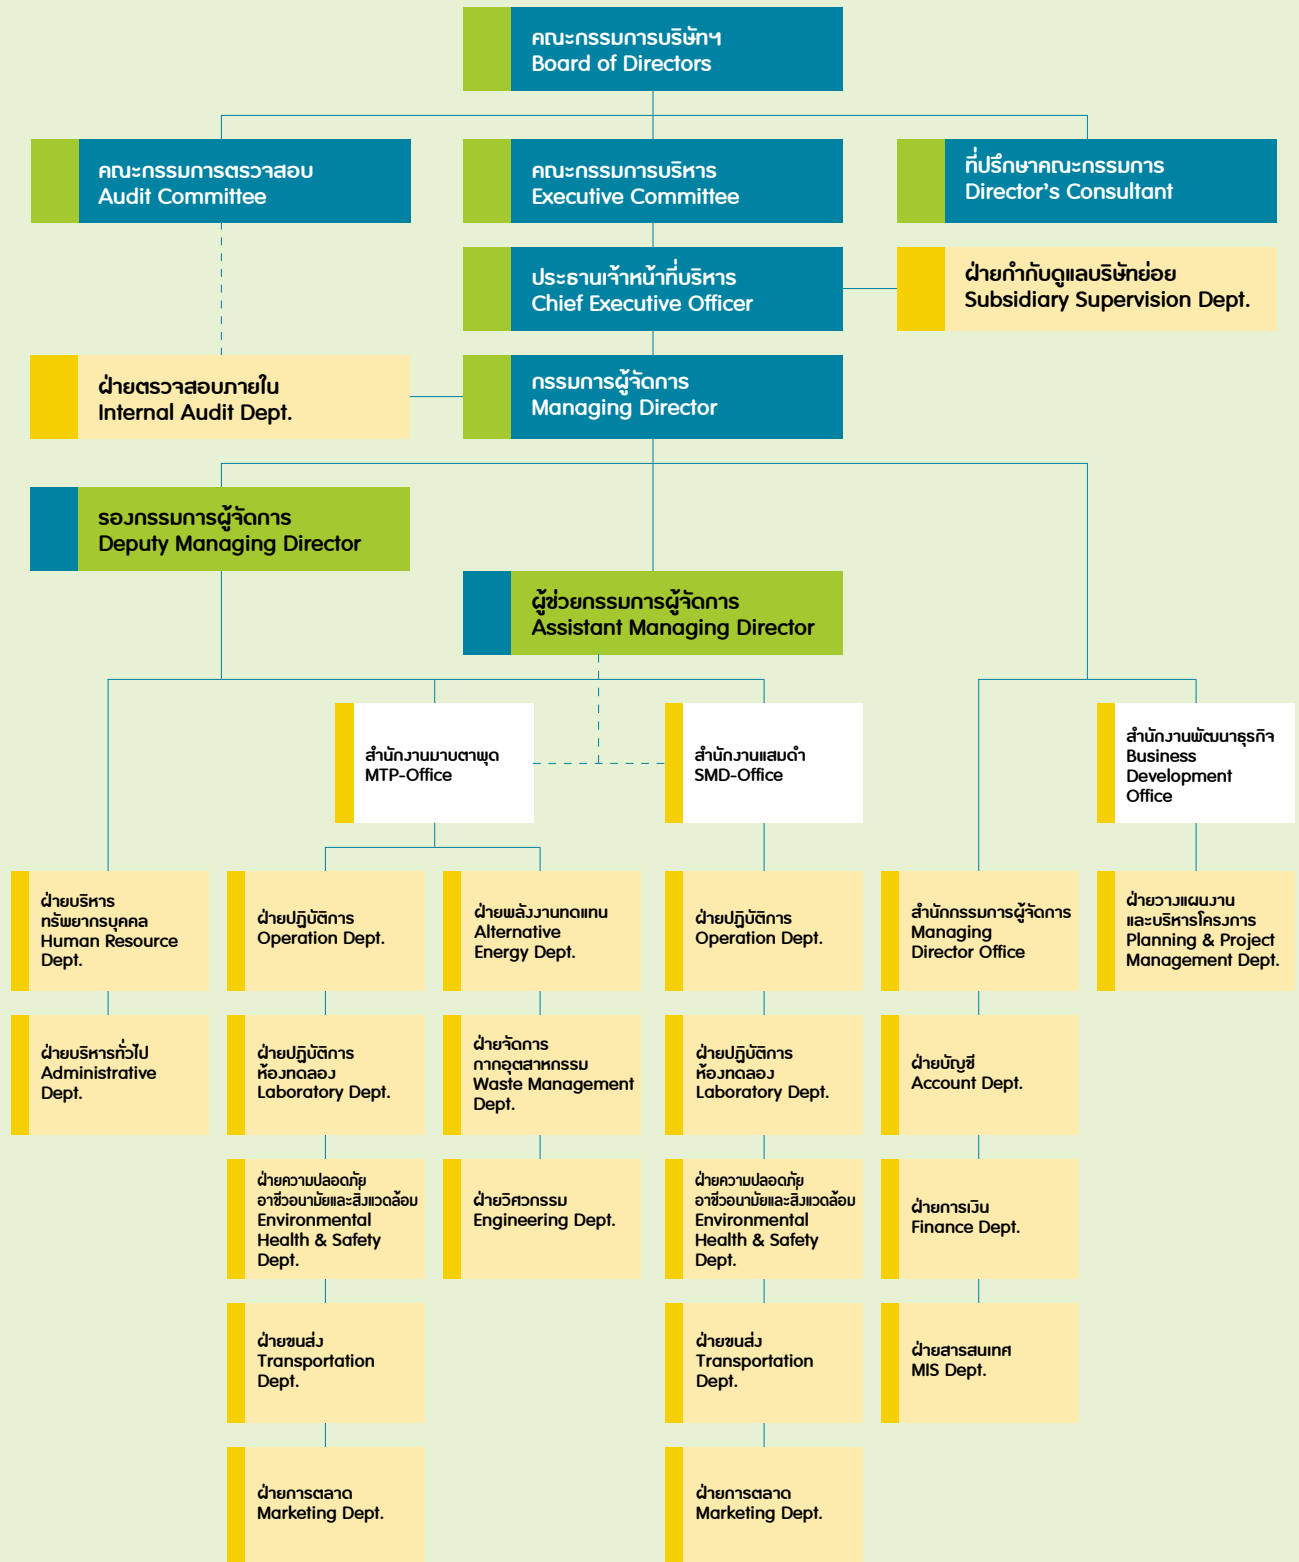 คณะกรรมการบริษัทฯ
Board of Directors
คณะกรรมการตรวจสอบ
Audit Committee
คณะกรรมการบริหาร
Executive Committee
ที่ปรึกษาคณะกรรมการ
Director's Consultant
ประธานเจ้าหน้าที่บริหาร
Chief Executive Officer
ฝ่ายกำกับดูแลบริษัทย่อย
Subsidiary Supervision Dept.
ฝ่ายตรวจสอบภายใน
Internal Audit Dept.
กรรมการผู้จัดการ
Managing Director
รองกรรมการผู้จัดการ
Deputy Managing Director
ผู้ช่วยกรรมการผู้จัดการ
Assistant Managing Director
สำนักงานมาบตาพุด
MTP-Office
สำนักงานแสมดำ
SMD-Office
สำนักงานพัฒนาธุรกิจ
Business
Development
Office
ฝ่ายบริหาร
ทรัพยากรบุคคล
Human Resource
Dept.
ฝ่ายปฏิบัติการ
Operation Dept.
ฝ่ายพลังงานทดแทน
Alternative
Energy Dept.
ฝ่ายปฏิบัติการ
Operation Dept.
สำนักกรรมการผู้จัดการ
Managing
Director Office
ฝ่ายวางแผนงาน
และบริหารโครงการ
Planning & Project
Management Dept.
ฝ่ายบริหารทั่วไป
Administrative
Dept.
ฝ่ายปฏิบัติการ
ห้องทดลอง
Laboratory Dept.
ฝ่ายจัดการ
กากอุตสาหกรรม
Waste Management
Dept.
ฝ่ายปฏิบัติการ
ห้องทดลอง
Laboratory Dept.
ฝ่ายบัญชี
Account Dept.
ฝ่ายความปลอดภัย
อาชีวอนามัยและสิ่งแวดล้อม
Environmental
Health & Safety
Dept.
ฝ่ายวิศวกรรม
Engineering Dept.
ฝ่ายความปลอดภัย
อาชีวอนามัยและสิ่งแวดล้อม
Environmental
Health & Safety
Dept.
ฝ่ายการเงิน
Finance Dept.
ฝ่ายขนส่ง
Transportation
Dept.
ฝ่ายขนส่ง
Transportation
Dept.
ฝ่ายสารสนเทศ
MIS Dept.
ฝ่ายการตลาด
Marketing Dept.
ฝ่ายการตลาด
Marketing Dept.